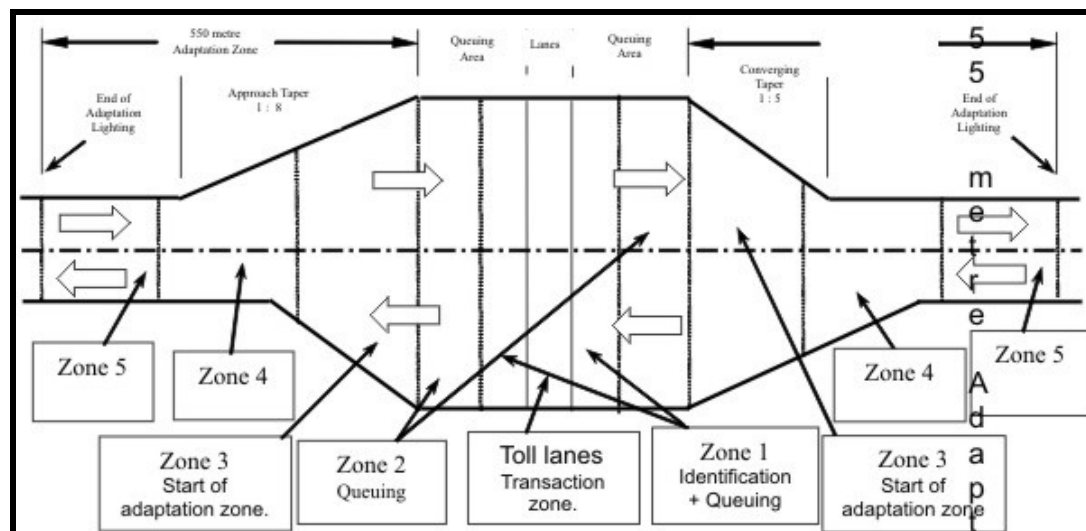 550 metre
Adaptation Zone
Queuing
Area
Lanes
Queuing
Area
Approach Taper
1 : 8
Converging
Taper
1 : 5
End of
Adaptation
Lighting
End of
Adaptation
Lighting
5
5
m
e
t
r
e
A
d
a
p
t
Zone 5
Zone 4
Zone 4
Zone 5
Zone 3
Start of
adaptation zone.
Zone 2
Queuing
Toll lanes
Transaction
zone.
Zone 1
Identification
+ Queuing
Zone 3
Start of
adaptation zone